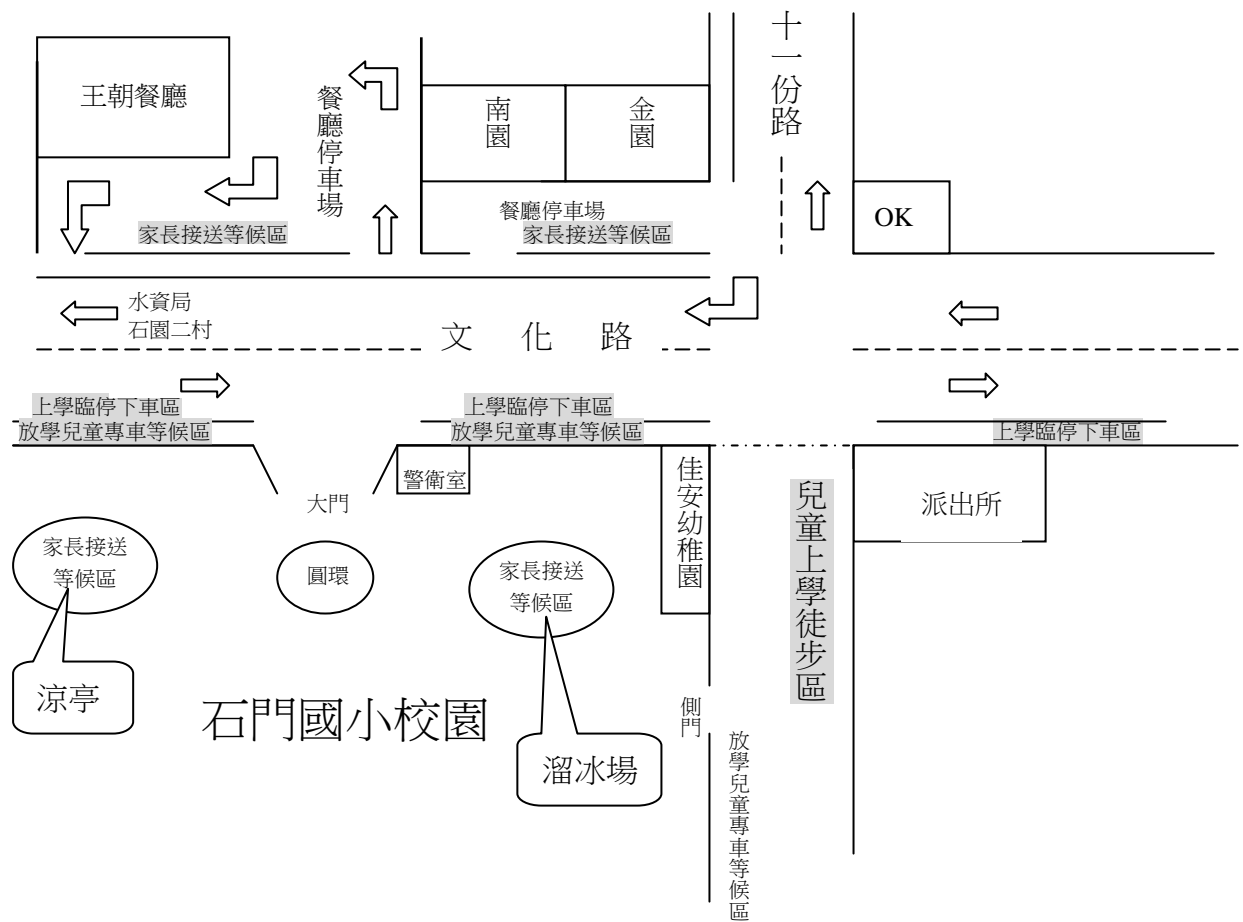 王朝餐廳
餐廳停車場
南園
金園
十一份路
OK
家長接送等候區
餐廳停車場
家長接送等候區
水資局
石園二村
文化路
上學臨停下車區
放學兒童專車等候區
上學臨停下車區
放學兒童專車等候區
上學臨停下車區
大門
警衛室
佳安幼稚園
兒童上學徒步區
派出所
家長接送
等候區
圓環
家長接送
等候區
涼亭
石門國小校園
溜冰場
側門
放學兒童專車等候區